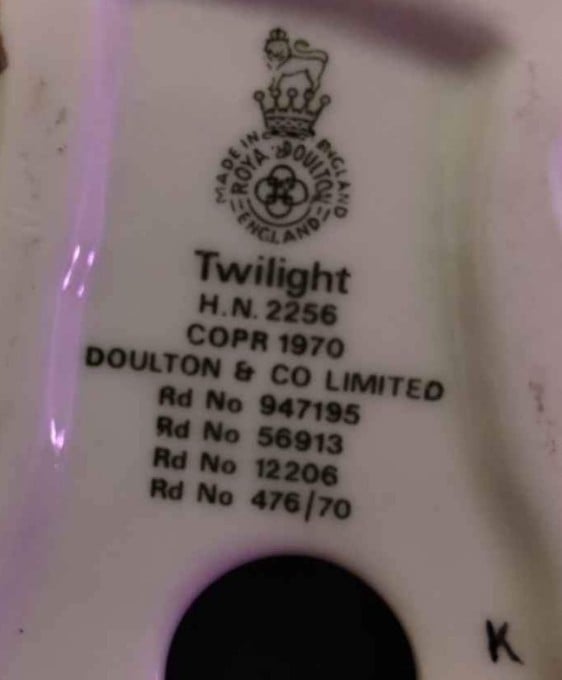 MADE IN ENGLAND
ROYAL DOULTON
ENGLAND
Twilight
H.N. 2256
COPR 1970
DOULTON & CO LIMITED
Rd No 947195
Rd No 56913
Rd No 12206
Rd No 476/70
K